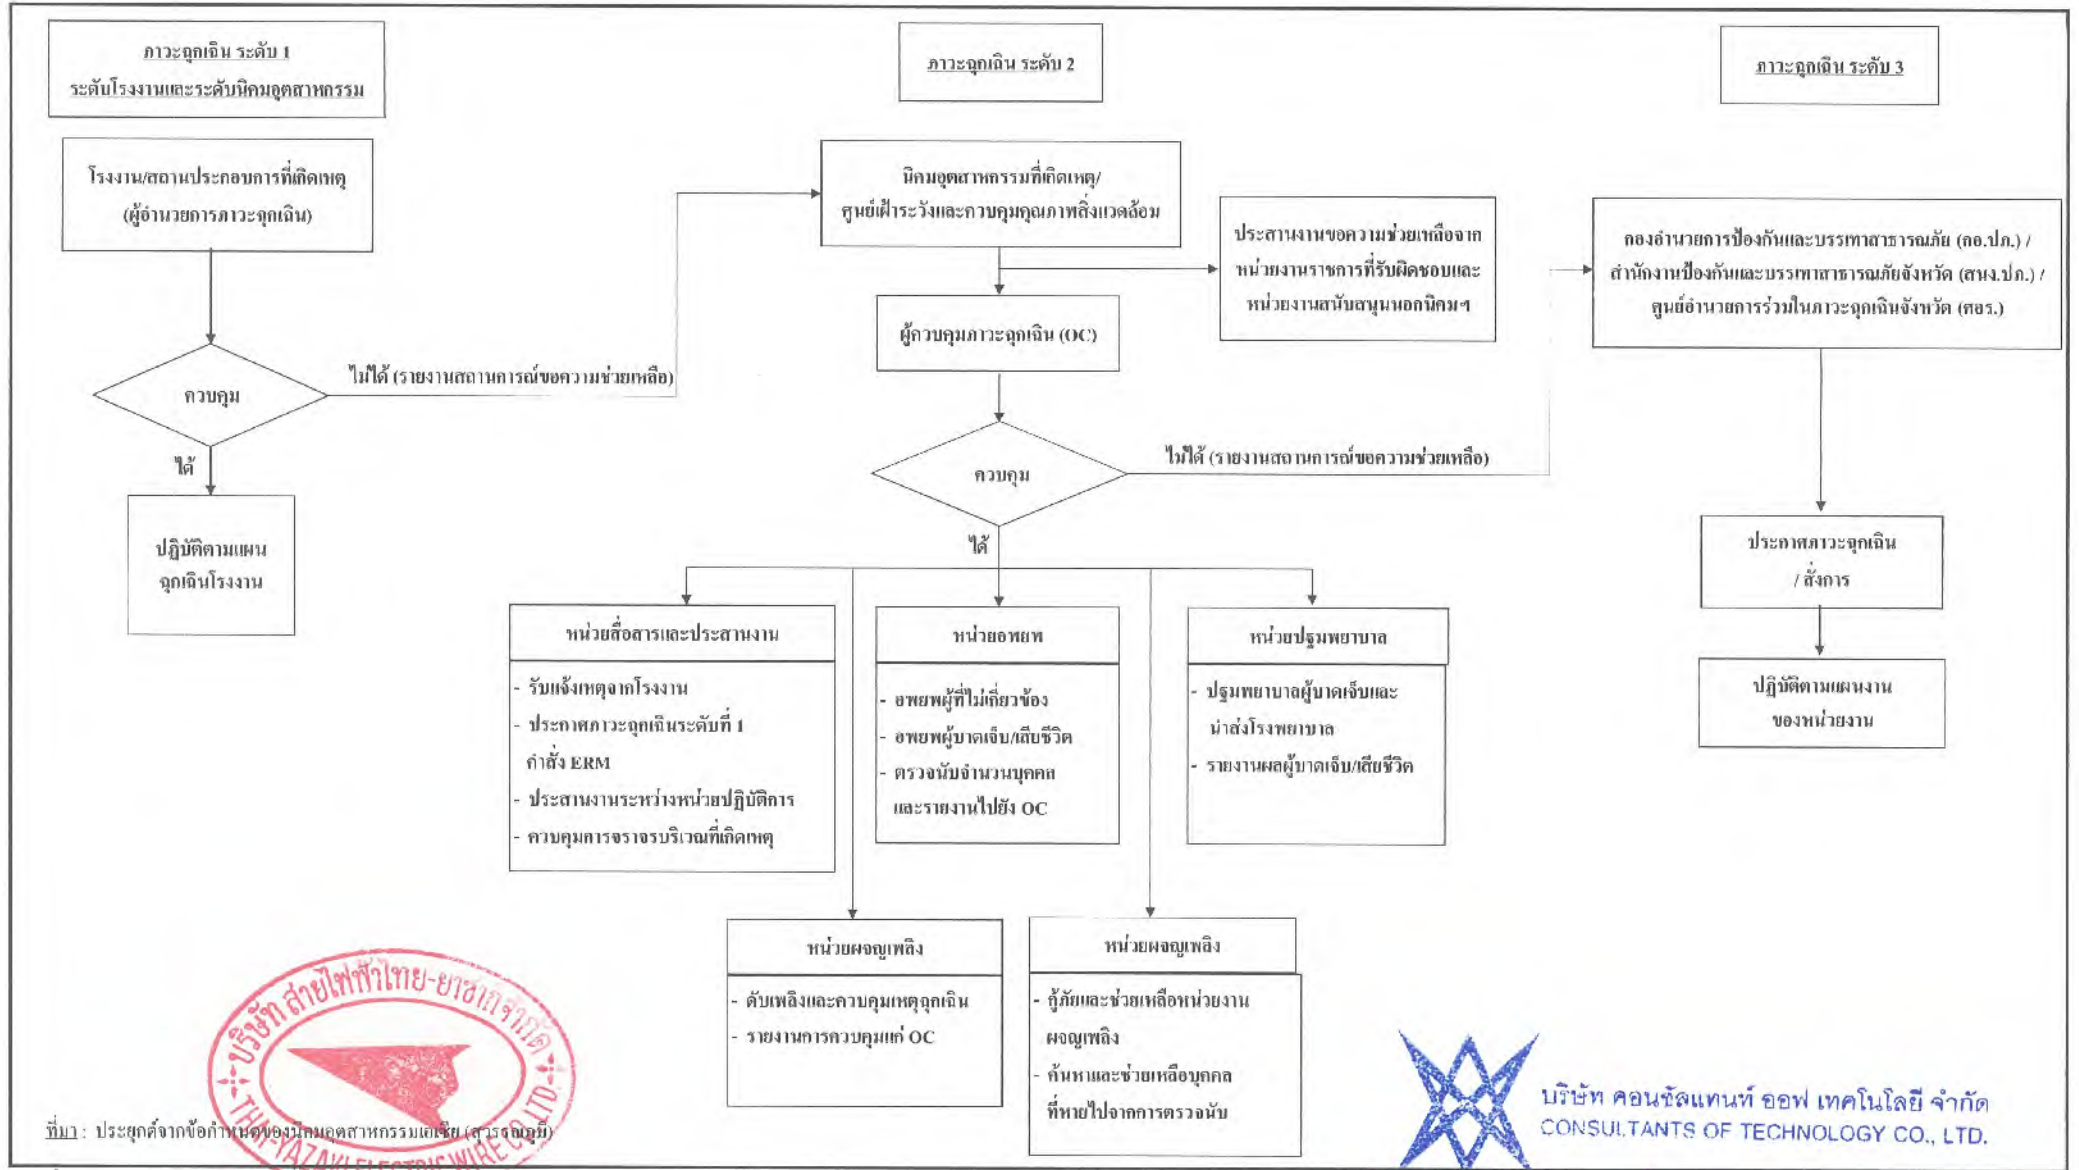 ภาวะฉุกเฉิน ระดับ 1
ระดับโรงงานและระดับนิคมอุตสาหกรรม
ภาวะฉุกเฉิน ระดับ 2
ภาวะฉุกเฉิน ระดับ 3
โรงงาน/สถานประกอบการที่เกิดเหตุ
(ผู้อำนวยการภาวะฉุกเฉิน)
ควบคุม
ไม่ได้ (รายงานสถานการณ์ขอความช่วยเหลือ)
ได้
ปฏิบัติตามแผน
ฉุกเฉินโรงงาน
นิคมอุตสาหกรรมที่เกิดเหตุ/
ศูนย์เฝ้าระวังและควบคุมคุณภาพสิ่งแวดล้อม
ประสานงานขอความช่วยเหลือจาก
หน่วยงานราชการที่รับผิดชอบและ
หน่วยงานสนับสนุนนอกนิคมฯ
ผู้ควบคุมภาวะฉุกเฉิน (OC)
ควบคุม
ไม่ได้ (รายงานสถานการณ์ขอความช่วยเหลือ)
ได้
กองอำนวยการป้องกันและบรรเทาสาธารณภัย (กอ.ปภ.) /
สำนักงานป้องกันและบรรเทาสาธารณภัยจังหวัด (สนง.ปภ.) /
ศูนย์อำนวยการร่วมในภาวะฉุกเฉินจังหวัด (ศอร.)
ประกาศภาวะฉุกเฉิน
/ สั่งการ
ปฏิบัติตามแผนงาน
ของหน่วยงาน
หน่วยสื่อสารและประสานงาน
- รับแจ้งเหตุจากโรงงาน
- ประกาศภาวะฉุกเฉินระดับที่ 1
คำสั่ง ERM
- ประสานงานระหว่างหน่วยปฏิบัติการ
- ควบคุมการจราจรบริเวณที่เกิดเหตุ
หน่วยอพยพ
- อพยพผู้ที่ไม่เกี่ยวข้อง
- อพยพผู้บาดเจ็บ/เสียชีวิต
- ตรวจนับจำนวนบุคคล
และรายงานไปยัง OC
หน่วยปฐมพยาบาล
- ปฐมพยาบาลผู้บาดเจ็บและ
นำส่งโรงพยาบาล
- รายงานผลผู้บาดเจ็บ/เสียชีวิต
หน่วยผจญเพลิง
- ดับเพลิงและควบคุมเหตุฉุกเฉิน
- รายงานการควบคุมแก่ OC
หน่วยผจญเพลิง
- กู้ภัยและช่วยเหลือหน่วยงาน
ผจญเพลิง
- ค้นหาและช่วยเหลือบุคคล
ที่หายไปจากการตรวจนับ
บริษัท สายไฟฟ้าไทย-ยาซากิ จำกัด
THAI-YAZAKI ELECTRIC WIRE CO., LTD.
ที่มา : ประยุกต์จากข้อกำหนดของนิคมอุตสาหกรรมเอเชีย (สุวรรณภูมิ)
บริษัท คอนซัลแทนท์ ออฟ เทคโนโลยี จำกัด
CONSULTANTS OF TECHNOLOGY CO., LTD.